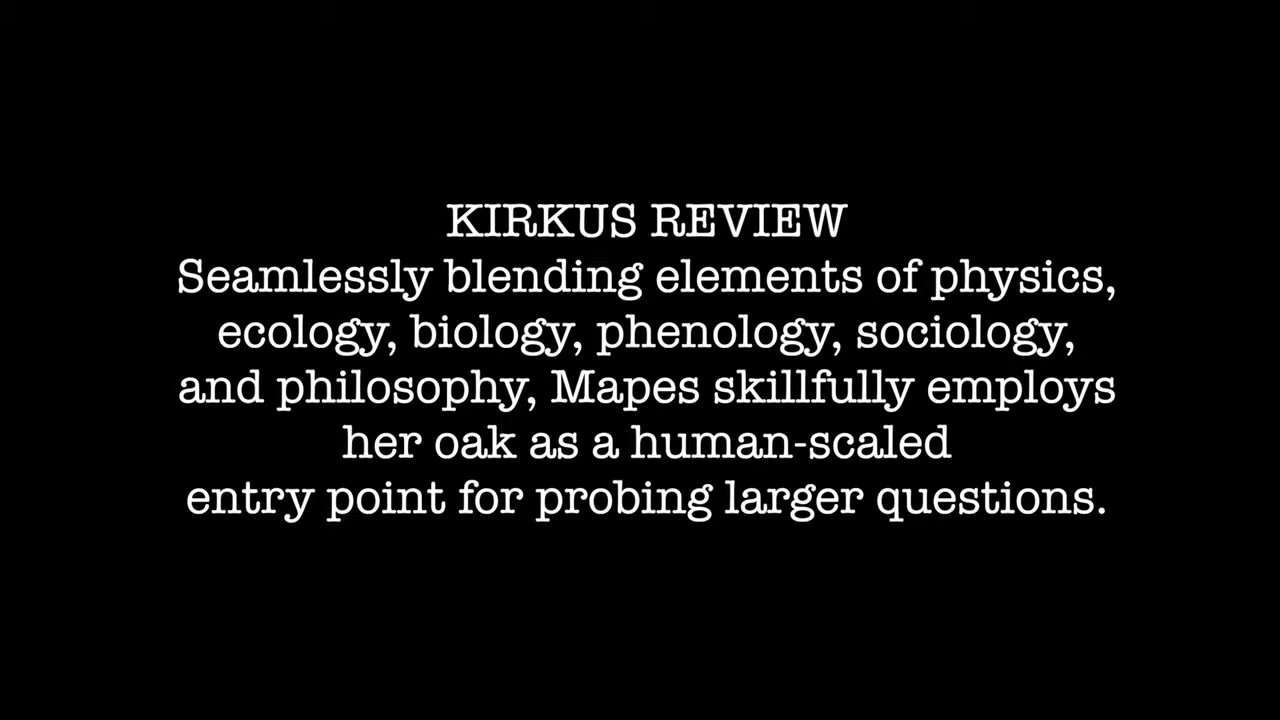 KIRKUS REVIEW
Seamlessly blending elements of physics,
ecology, biology, phenology, sociology,
and philosophy, Mapes skillfully employs
her oak as a human-scaled
entry point for probing larger questions.